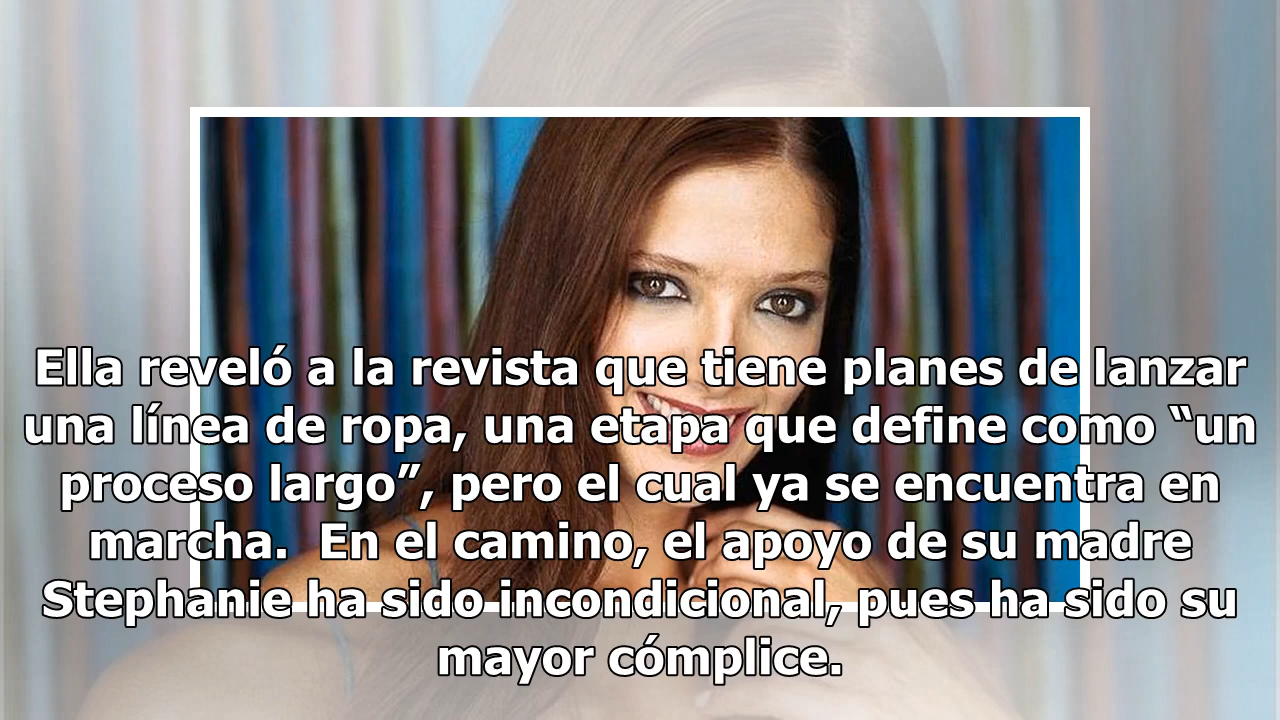 Ella reveló a la revista que tiene planes de lanzar
una línea de ropa, una etapa que define como “un
proceso largo”, pero el cual ya se encuentra en
marcha.  En el camino, el apoyo de su madre
Stephanie ha sido incondicional, pues ha sido su
mayor cómplice.